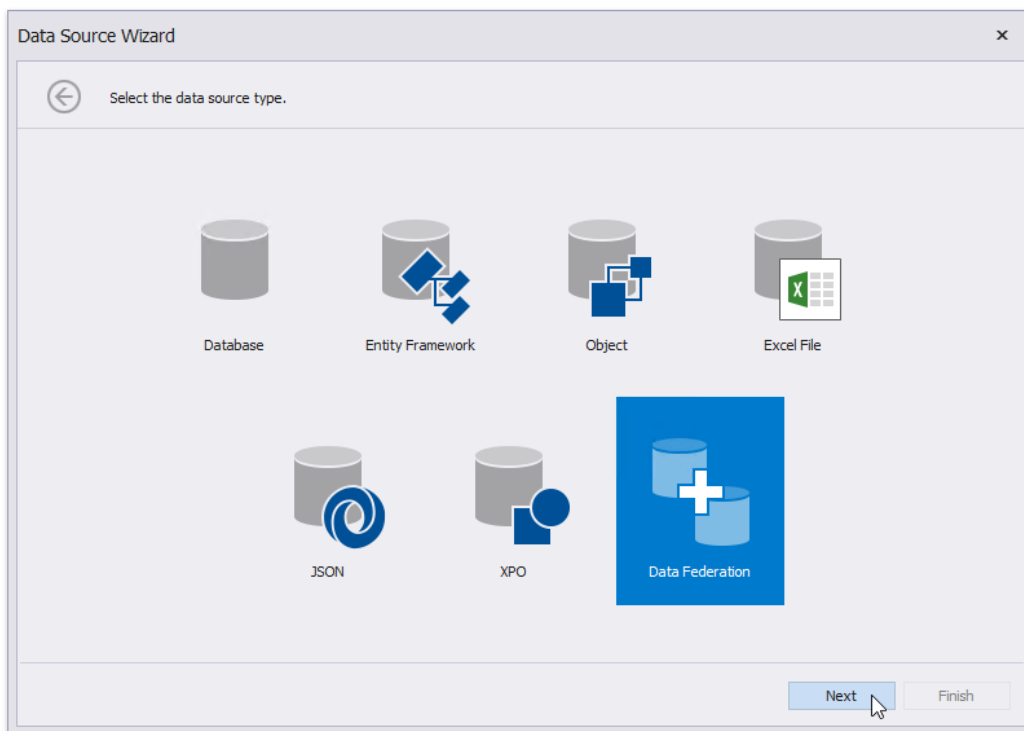 Data Source Wizard
Select the data source type.
Database Entity Framework Object Excel File
X
JSON XPO Data Federation
Next Finish